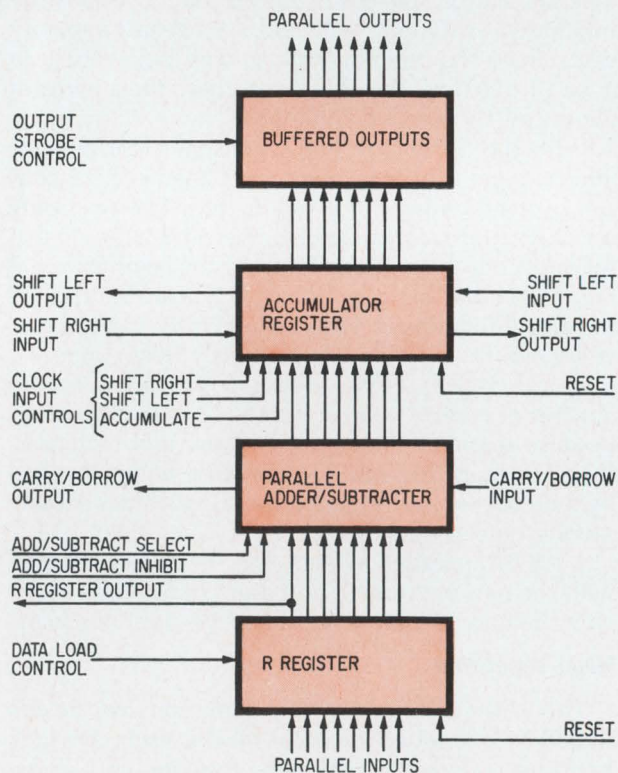 PARALLEL OUTPUTS
OUTPUT
STROBE
CONTROL
BUFFERED OUTPUTS
SHIFT LEFT
OUTPUT
SHIFT RIGHT
INPUT
ACCUMULATOR
REGISTER
SHIFT LEFT
INPUT
SHIFT RIGHT
OUTPUT
CLOCK
INPUT
CONTROLS
SHIFT RIGHT
SHIFT LEFT
ACCUMULATE
RESET
CARRY/BORROW
OUTPUT
PARALLEL
ADDER/SUBTRACTER
CARRY/BORROW
INPUT
ADD/SUBTRACT SELECT
ADD/SUBTRACT INHIBIT
R REGISTER OUTPUT
DATA LOAD
CONTROL
R REGISTER
RESET
PARALLEL INPUTS